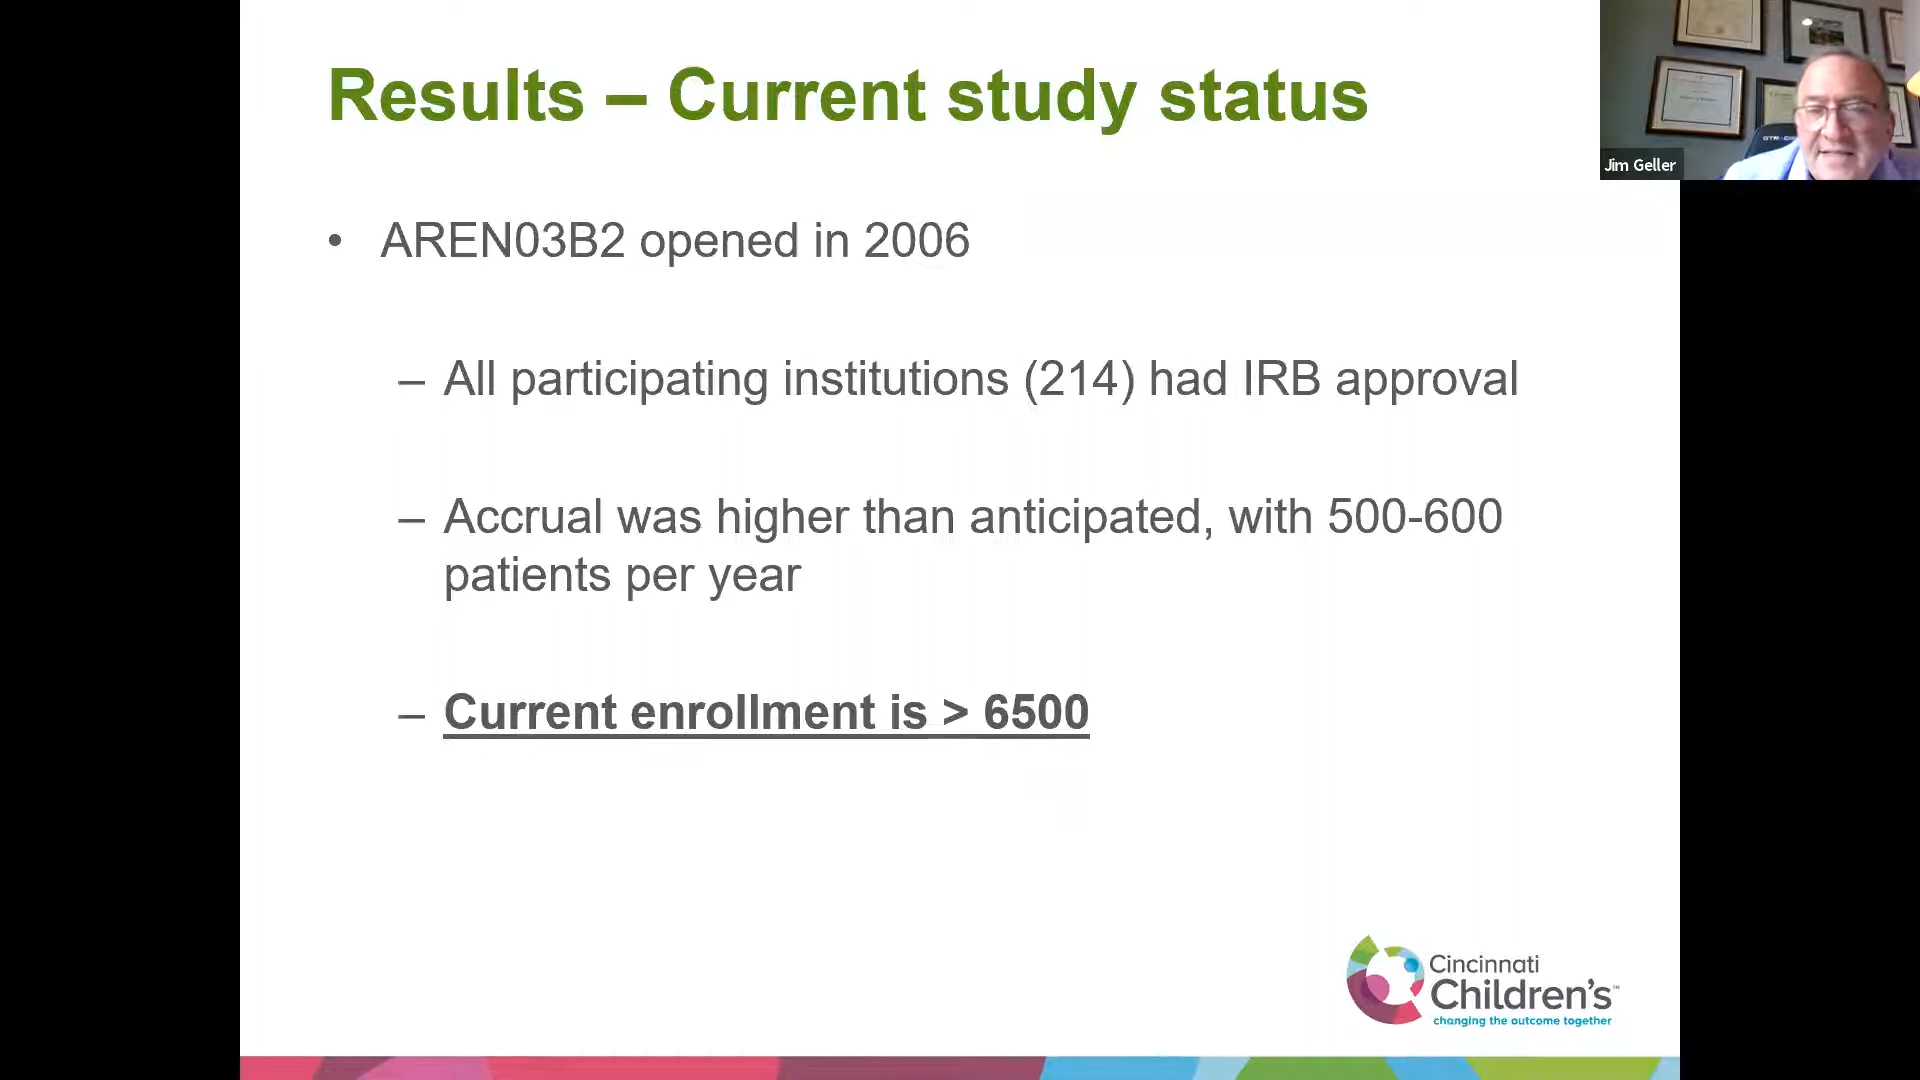 Results – Current study status
Jim Geller
• AREN03B2 opened in 2006
– All participating institutions (214) had IRB approval
– Accrual was higher than anticipated, with 500-600
patients per year
– Current enrollment is > 6500
Cincinnati
Children's™
changing the outcome together